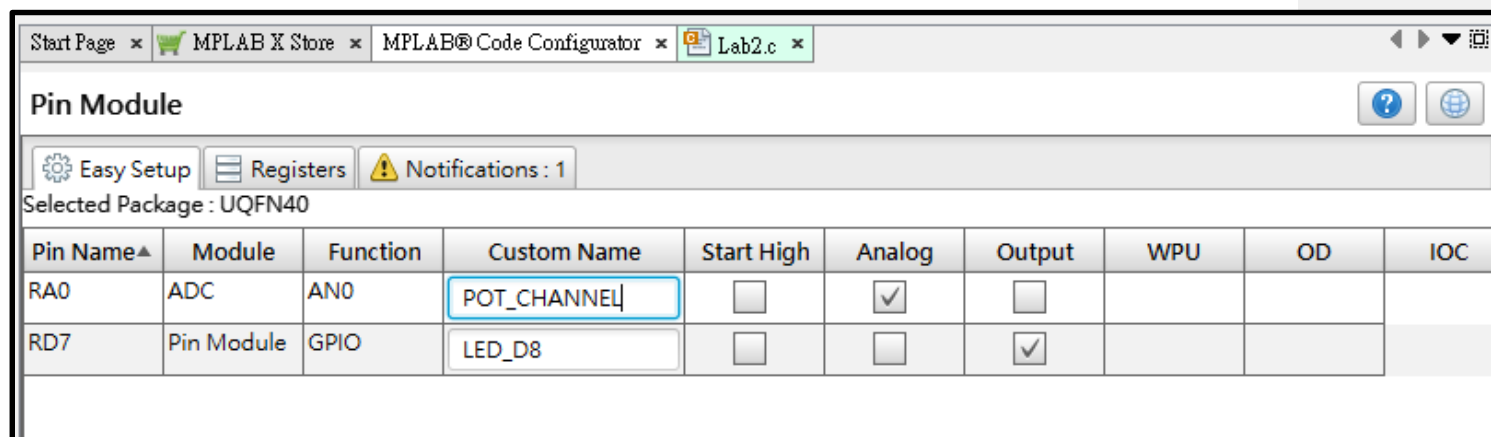 Start Page × MPLAB X Store × MPLAB® Code Configurator × Lab2.c ×
Pin Module
Easy Setup Registers Notifications : 1
Selected Package : UQFN40
Pin Name Module Function Custom Name Start High Analog Output WPU OD IOC
RA0 ADC AN0 POT_CHANNEL
RD7 Pin Module GPIO LED_D8